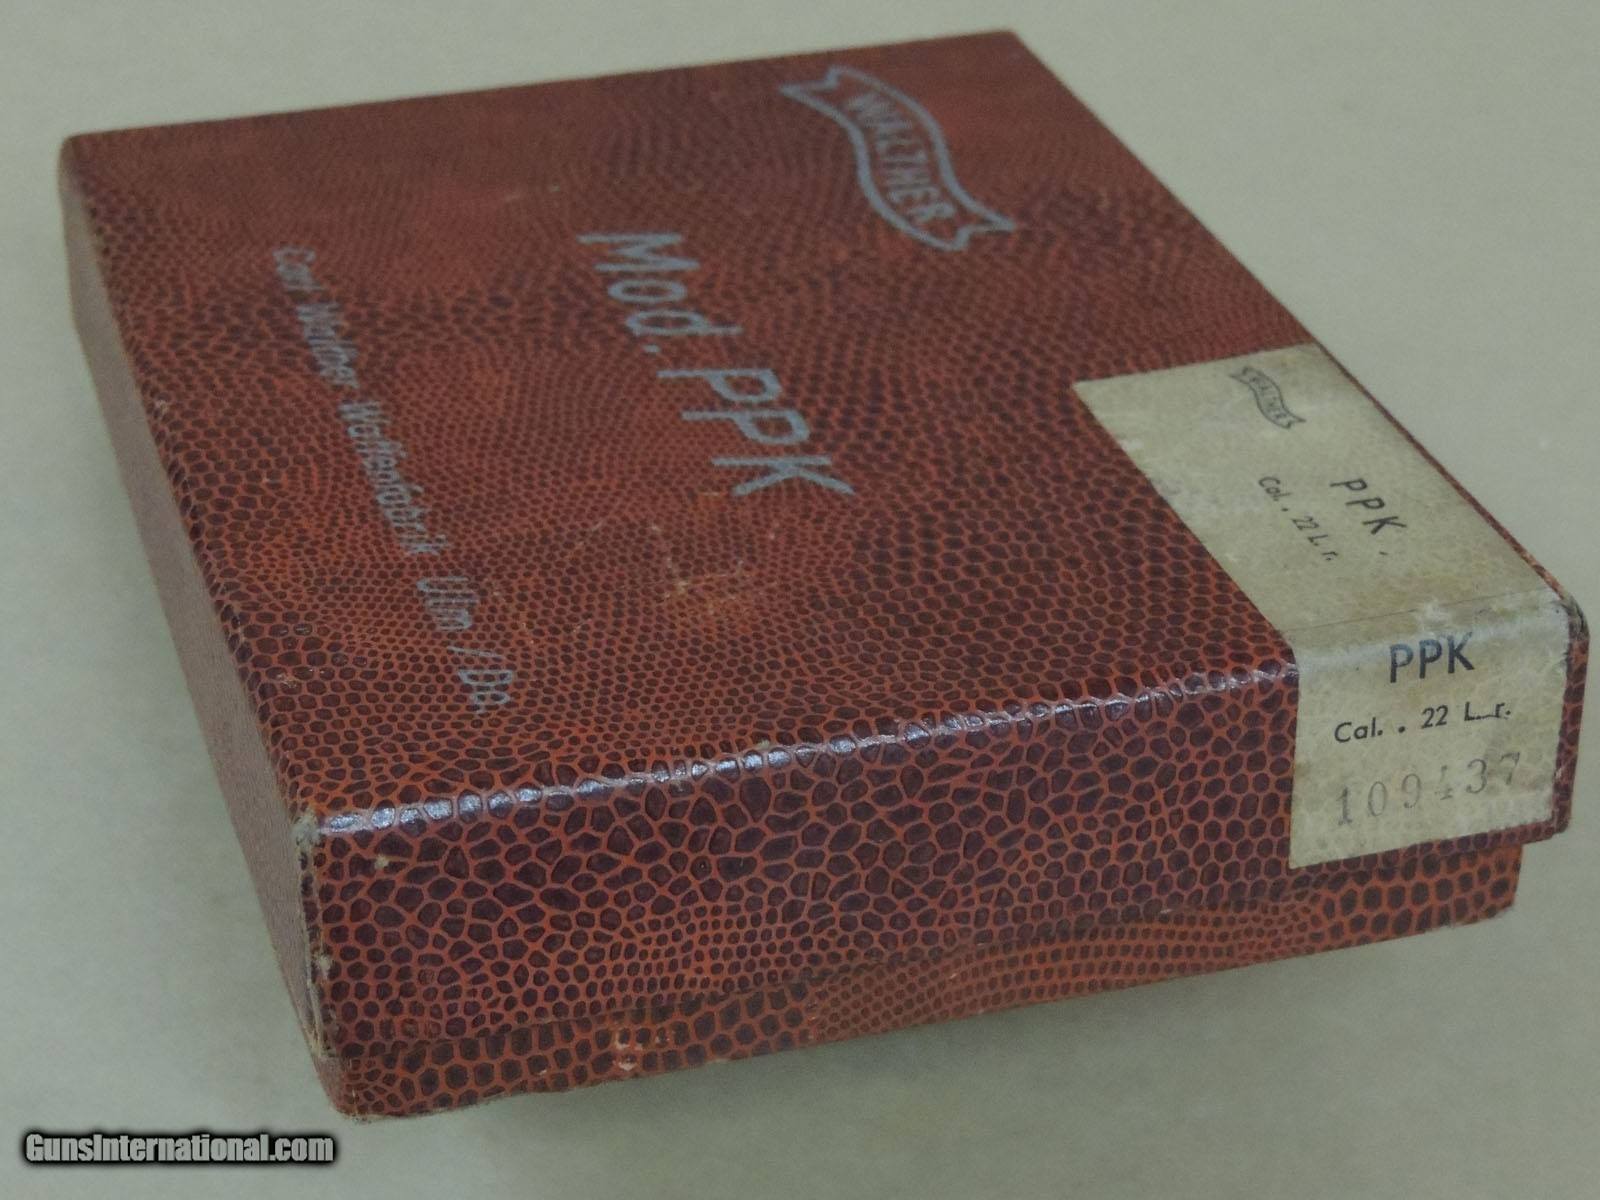 WALTHER
Mod. PPK
Carl Walther Waffenfabrik Ulm /Do.
WALTHER
PPK.
Cal. . 22 L. r.
PPK
Cal. . 22 L. r.
109437
GunsInternational.com